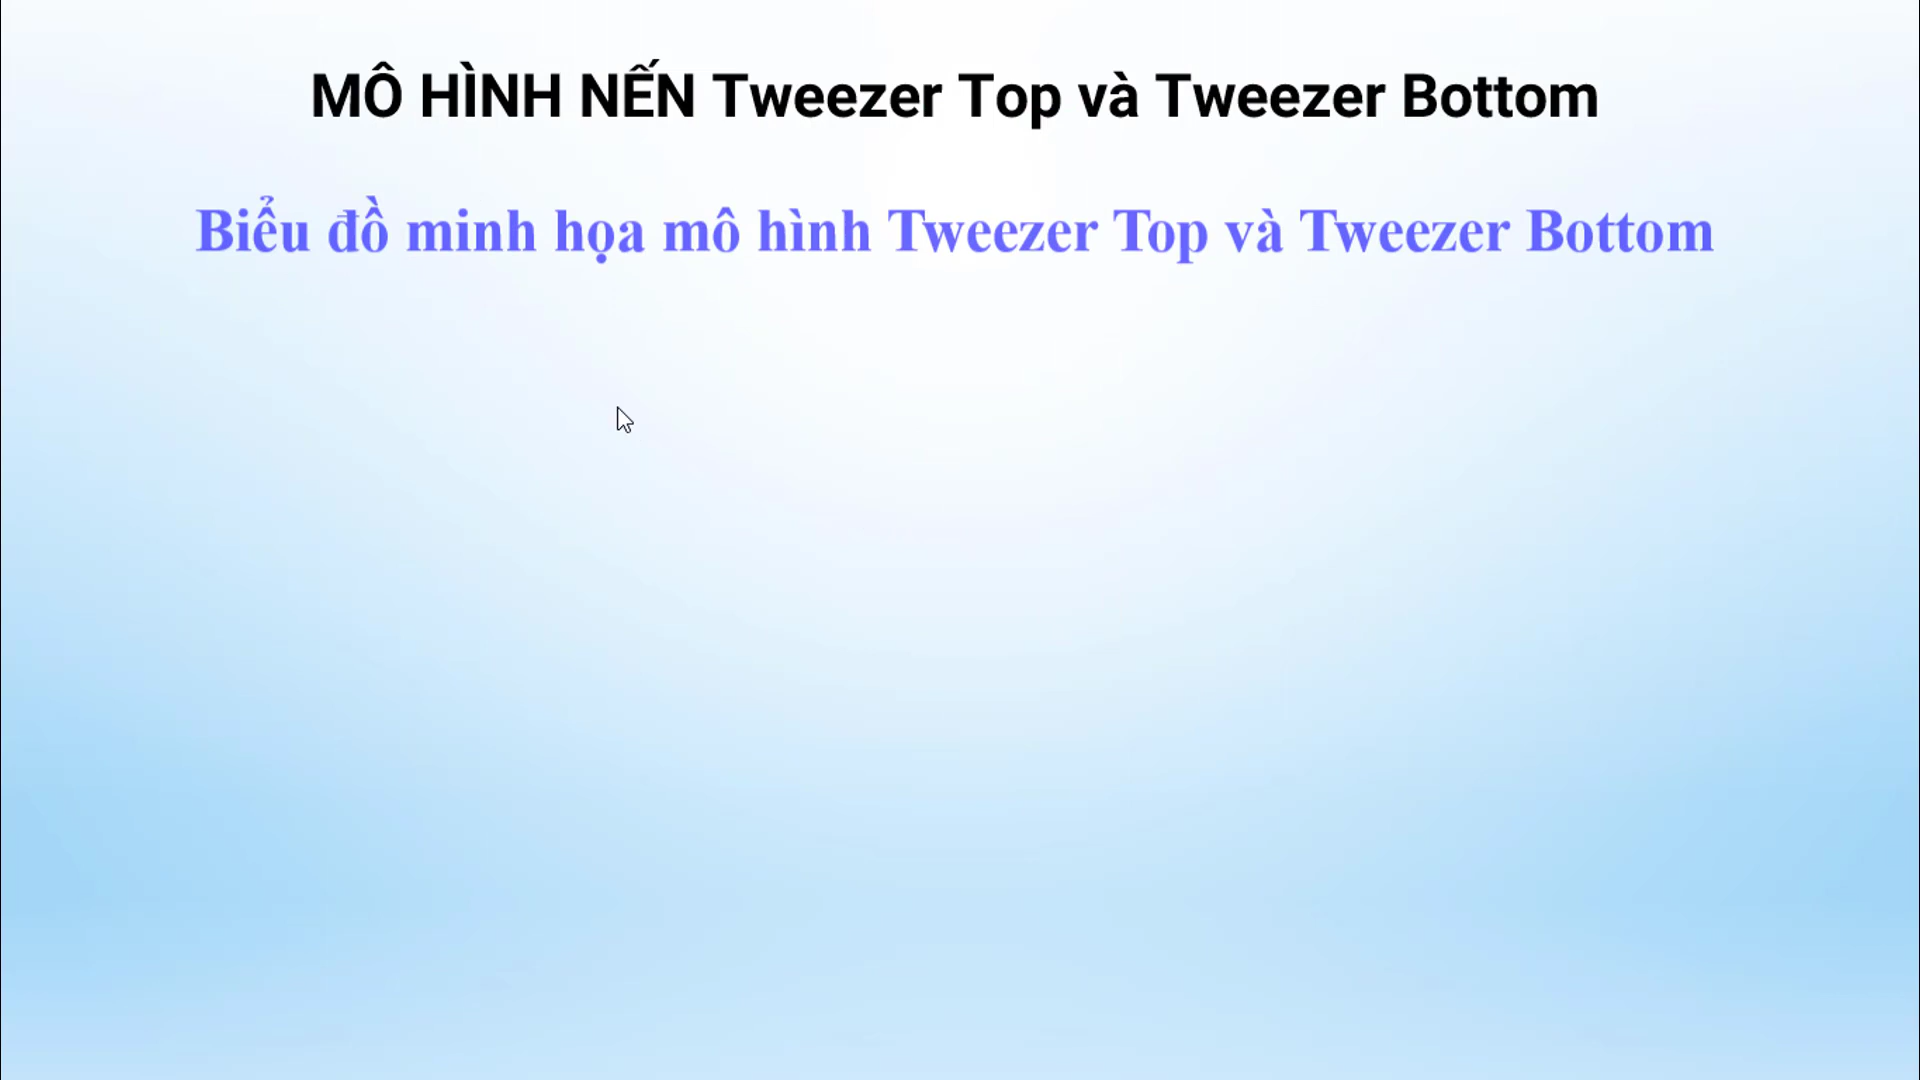 MÔ HÌNH NẾN Tweezer Top và Tweezer Bottom
Biểu đồ minh họa mô hình Tweezer Top và Tweezer Bottom